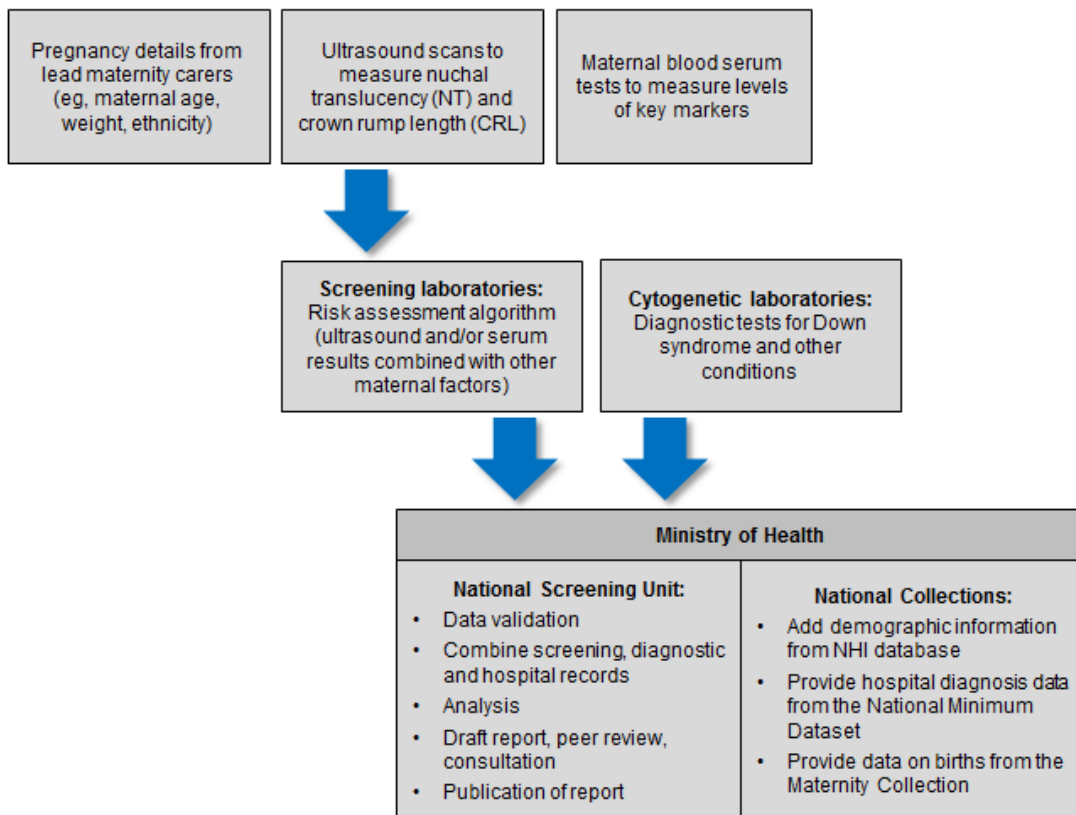 Pregnancy details from
lead maternity carers
(eg, maternal age,
weight, ethnicity)
Ultrasound scans to
measure nuchal
translucency (NT) and
crown rump length (CRL)
Maternal blood serum
tests to measure levels
of key markers
Screening laboratories:
Risk assessment algorithm
(ultrasound and/or serum
results combined with other
maternal factors)
Cytogenetic laboratories:
Diagnostic tests for Down
syndrome and other
conditions
Ministry of Health
National Screening Unit:
• Data validation
• Combine screening, diagnostic
and hospital records
• Analysis
• Draft report, peer review,
consultation
• Publication of report
National Collections:
• Add demographic information
from NHI database
• Provide hospital diagnosis data
from the National Minimum
Dataset
• Provide data on births from the
Maternity Collection